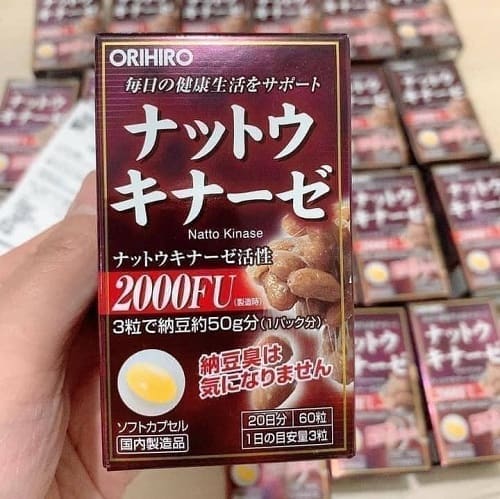 ORIHIRO
毎日の健康生活をサポート
ナットウ
キナーゼ
Natto Kinase
ナットウキナーゼ活性
2000FU(製造時)
3粒で納豆約50g分(1パック分)
納豆臭は
気になりません
ソフトカプセル
国内製造品
20日分 60粒
1日の目安量3粒